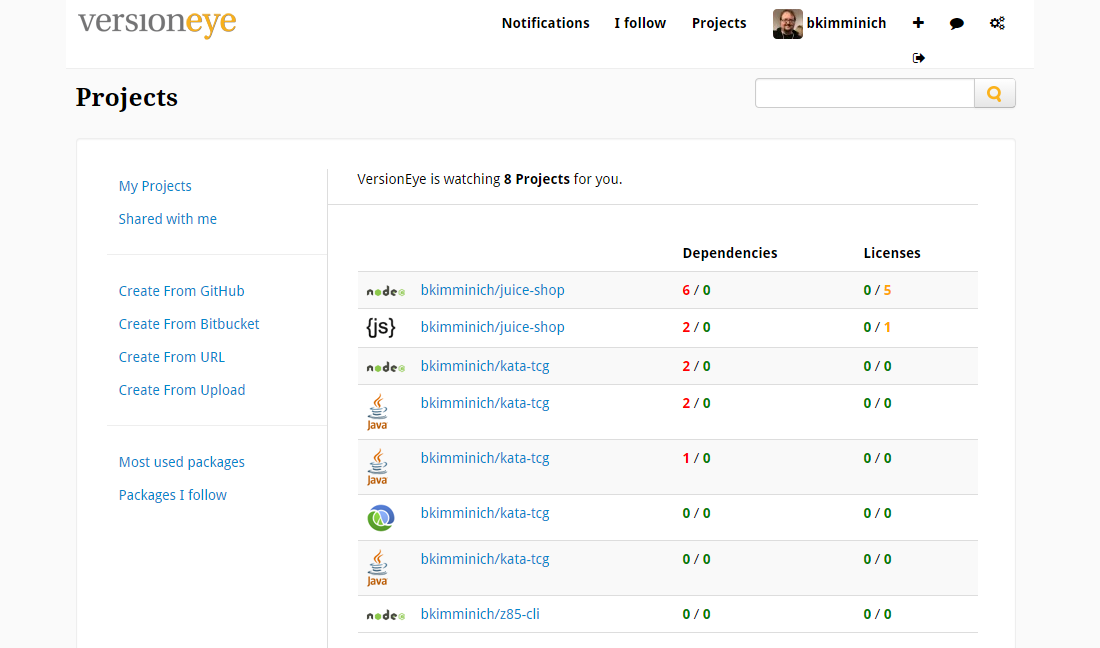 versioneye
Notifications I follow Projects bkimminich
Projects
My Projects
Shared with me
Create From GitHub
Create From Bitbucket
Create From URL
Create From Upload
Most used packages
Packages I follow
VersionEye is watching 8 Projects for you.
Dependencies Licenses
node bkimminich/juice-shop 6 / 0 0 / 5
{js} bkimminich/juice-shop 2 / 0 0 / 1
node bkimminich/kata-tcg 2 / 0 0 / 0
Java bkimminich/kata-tcg 2 / 0 0 / 0
Java bkimminich/kata-tcg 1 / 0 0 / 0
bkimminich/kata-tcg 0 / 0 0 / 0
Java bkimminich/kata-tcg 0 / 0 0 / 0
node bkimminich/z85-cli 0 / 0 0 / 0